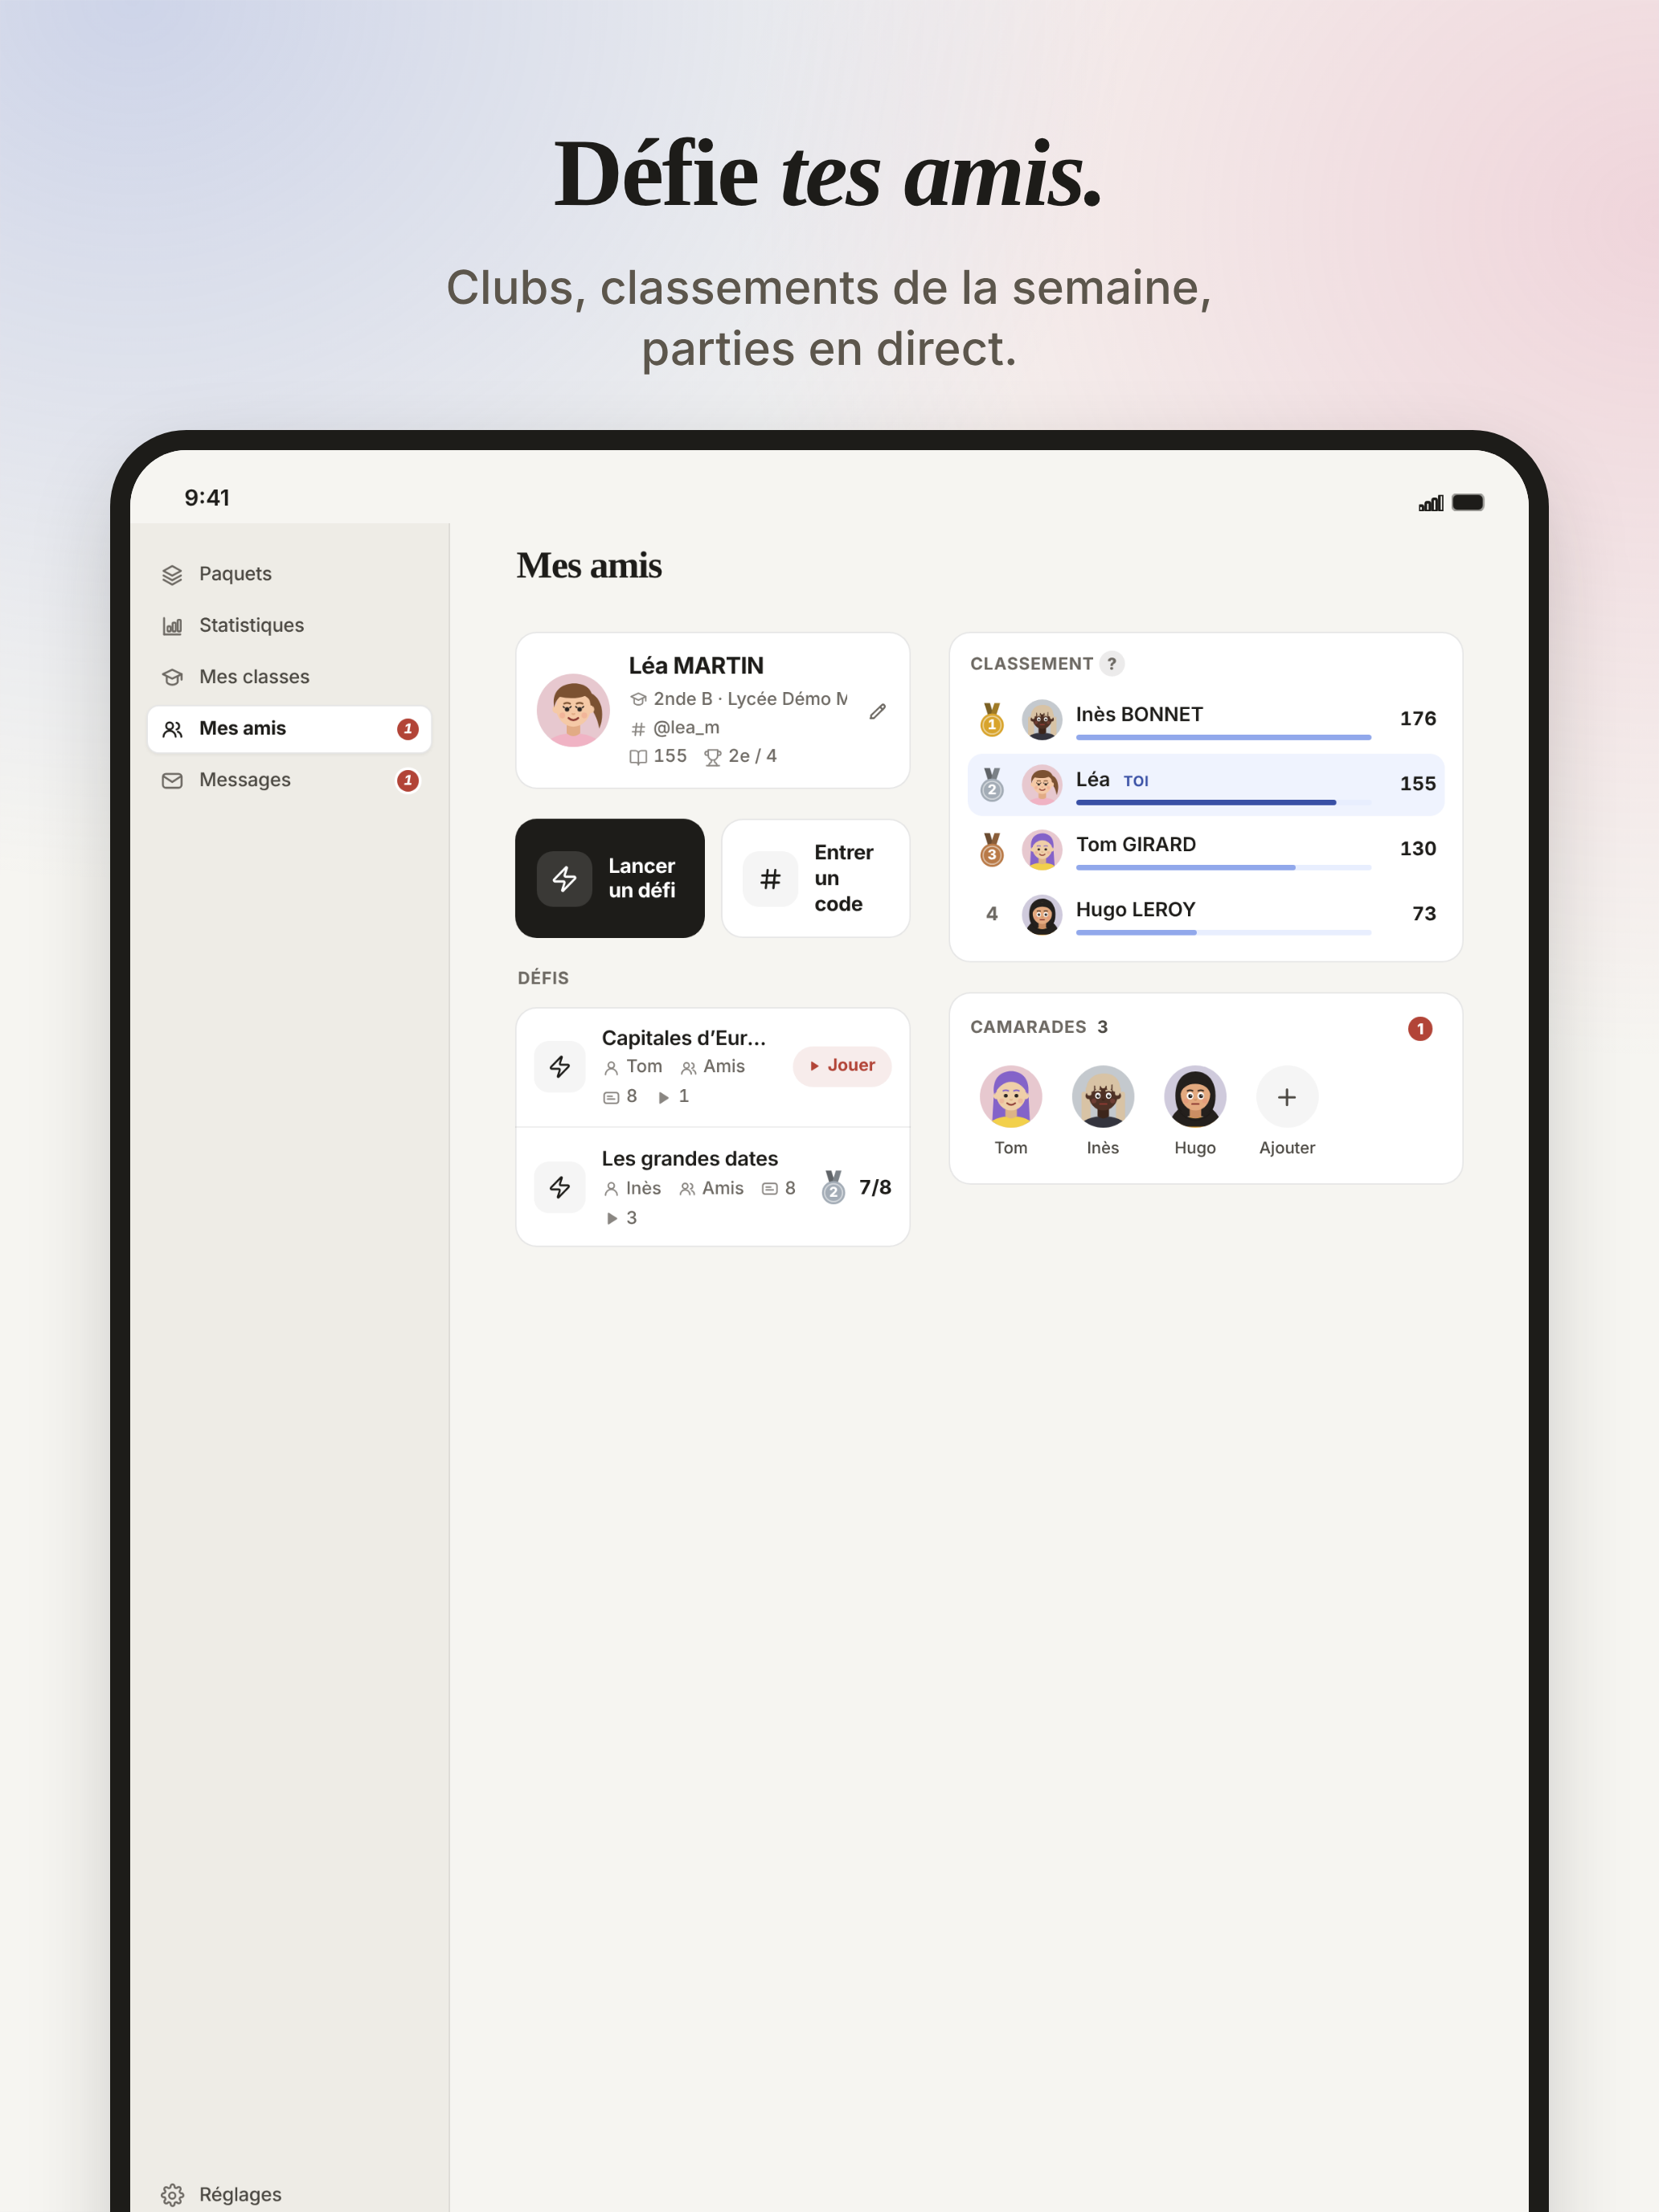 Défie tes amis.
Clubs, classements de la semaine,
parties en direct.
9:41
Paquets
Statistiques
Mes classes
Mes amis 1
Messages 1
Réglages
Mes amis
Léa MARTIN
2nde B · Lycée Démo M
@lea_m
155 2e / 4
Lancer
un défi
Entrer
un
code
DÉFIS
Capitales d’Eur…
Tom Amis
8 1
Jouer
Les grandes dates
Inès Amis 8
3
2 7/8
CLASSEMENT ?
1 Inès BONNET 176
2 Léa TOI 155
3 Tom GIRARD 130
4 Hugo LEROY 73
CAMARADES 3 1
Tom Inès Hugo Ajouter